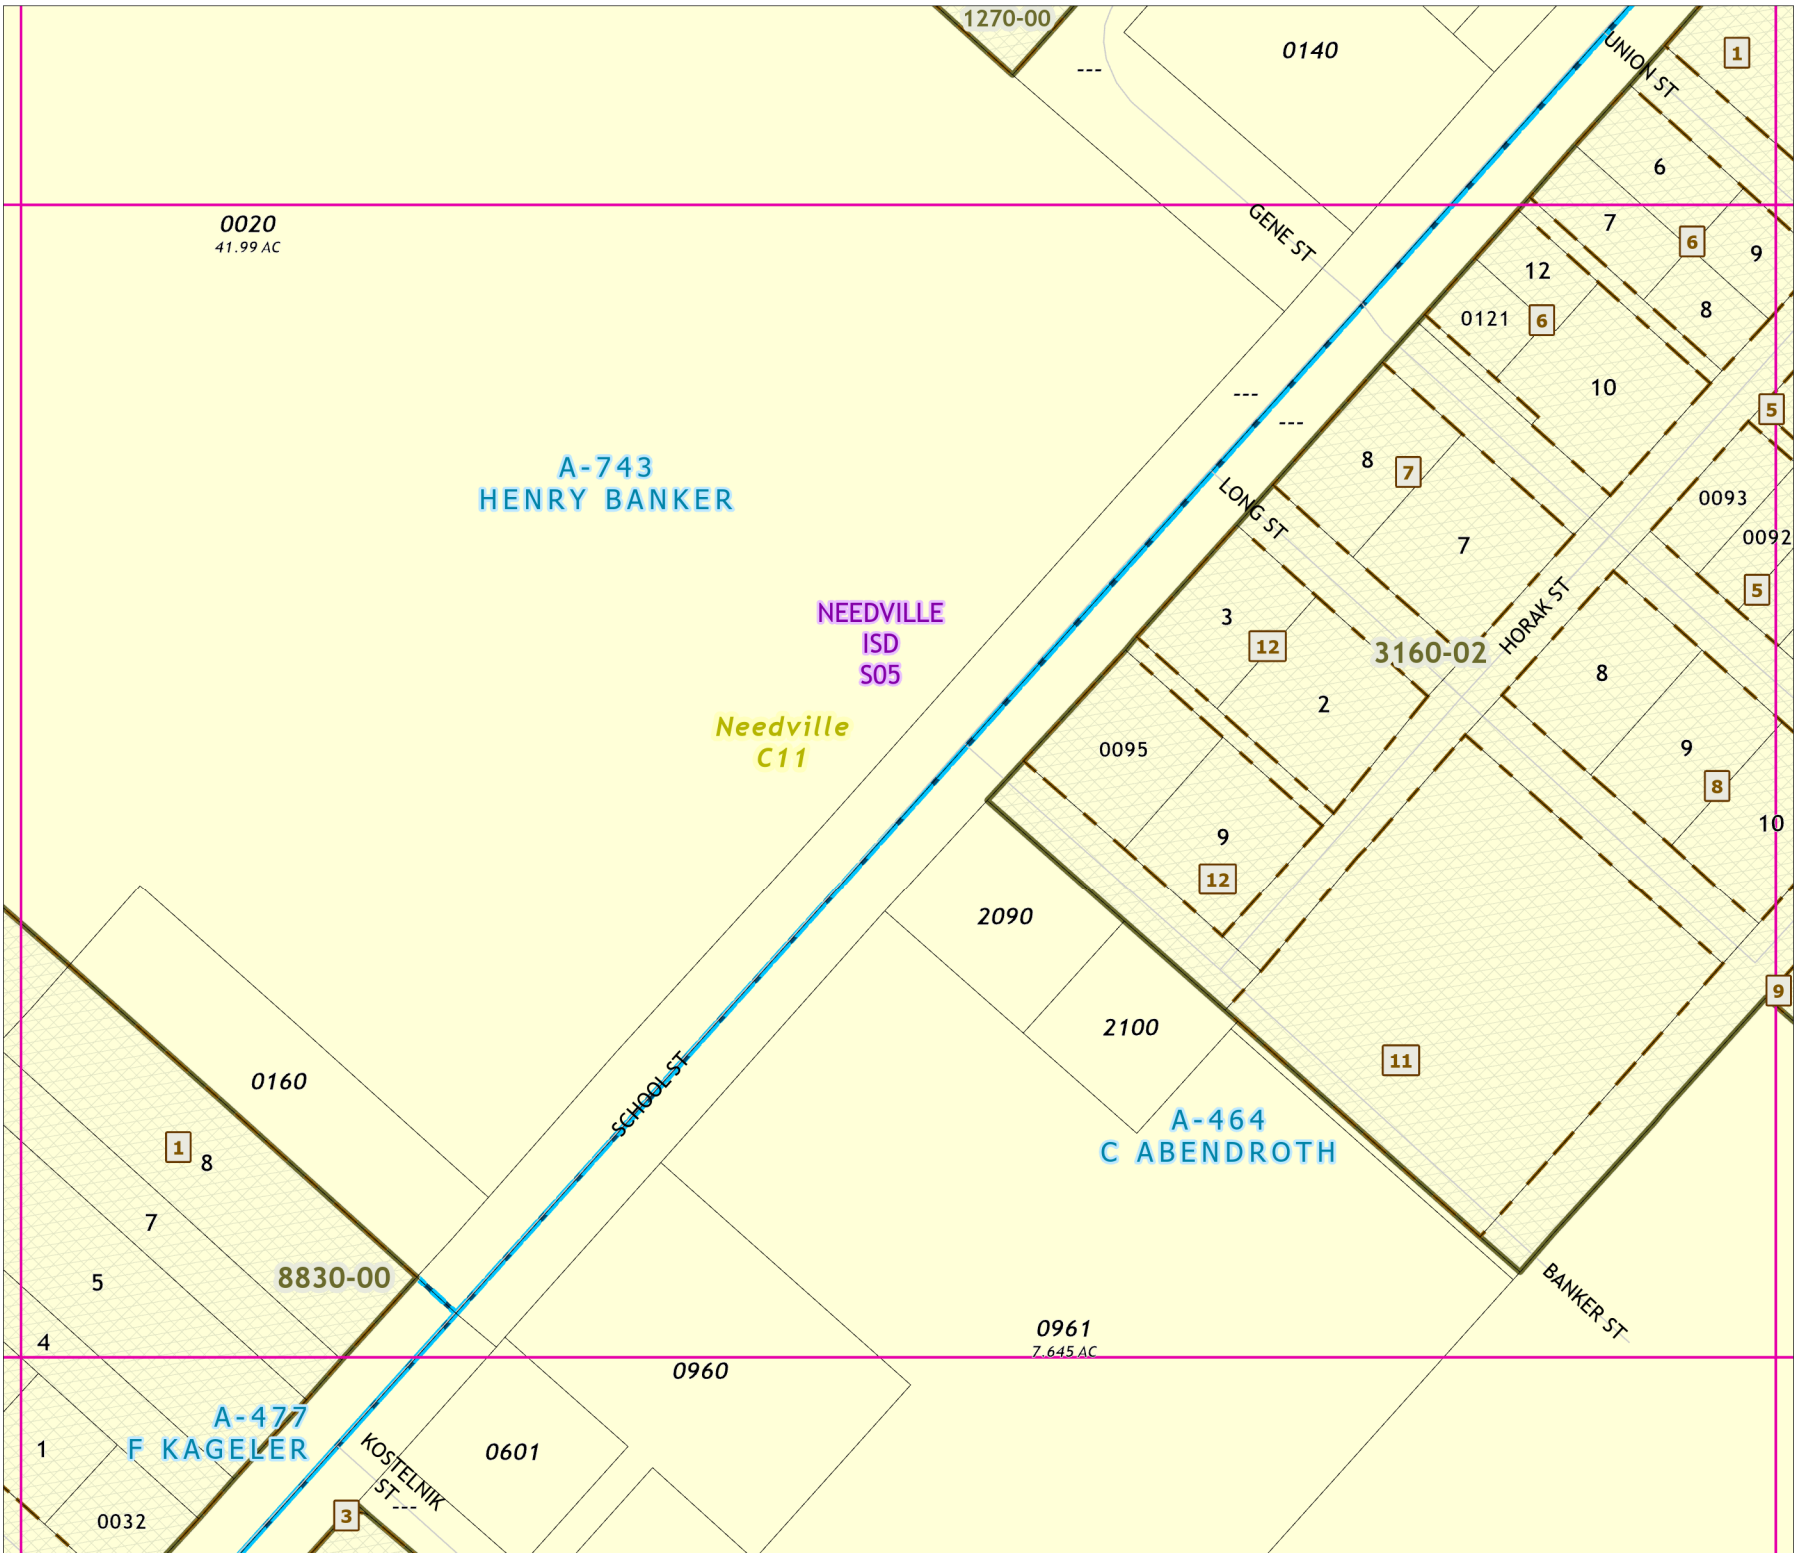 1270-00
0140
---
UNION ST
1
6
0020
41.99 AC
GENE ST
7
6
9
12
0121
6
8
10
---
---
5
A-743
HENRY BANKER
8
7
LONG ST
0093
0092
7
5
NEEDVILLE
ISD
S05
HORAK ST
3
12
3160-02
8
2
Needville
C11
0095
9
8
10
9
12
2090
9
2100
11
SCHOOL ST
0160
A-464
C ABENDROTH
1
8
7
8830-00
5
BANKER ST
0961
7.645 AC
4
0960
A-477
F KAGELER
1
KOSTELNIK
ST
---
0601
3
0032